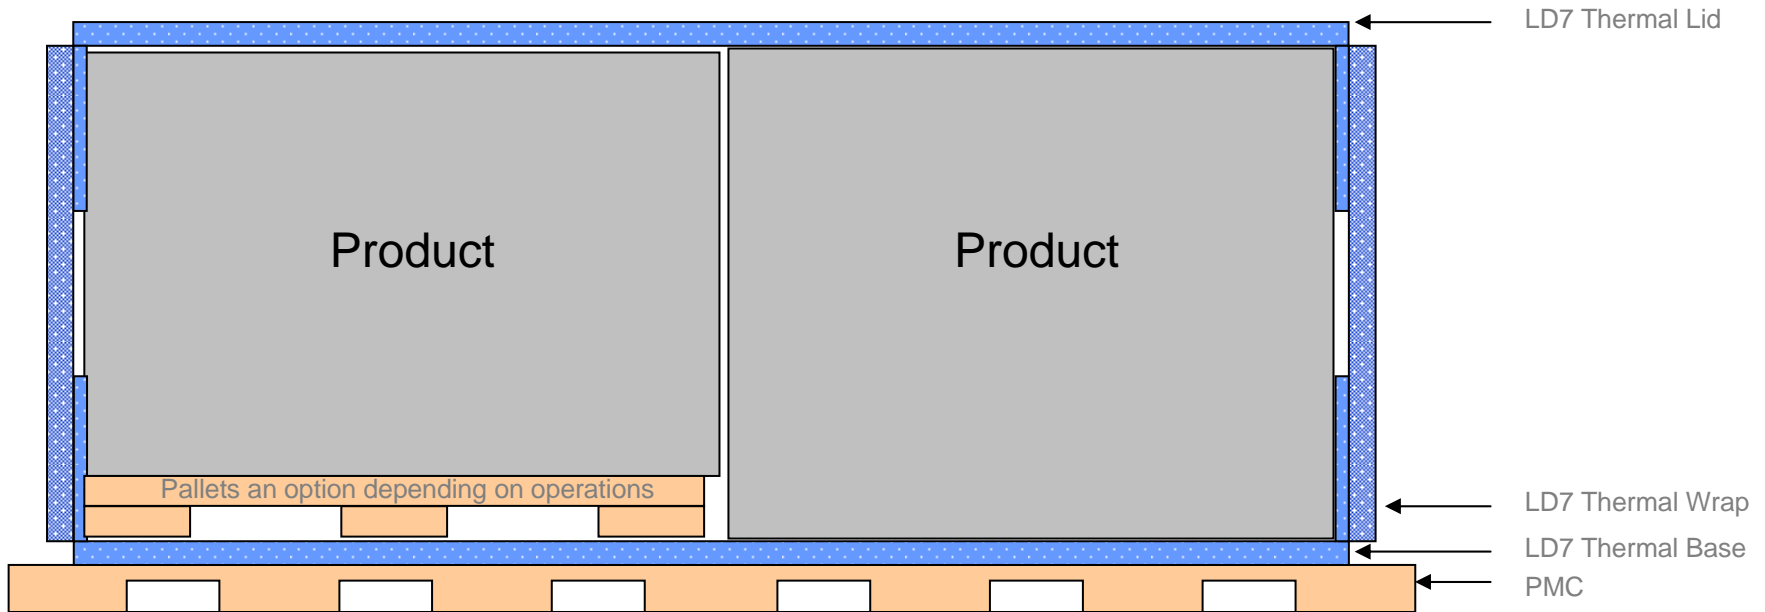 LD7 Thermal Lid
Product
Product
Pallets an option depending on operations
LD7 Thermal Wrap
LD7 Thermal Base
PMC